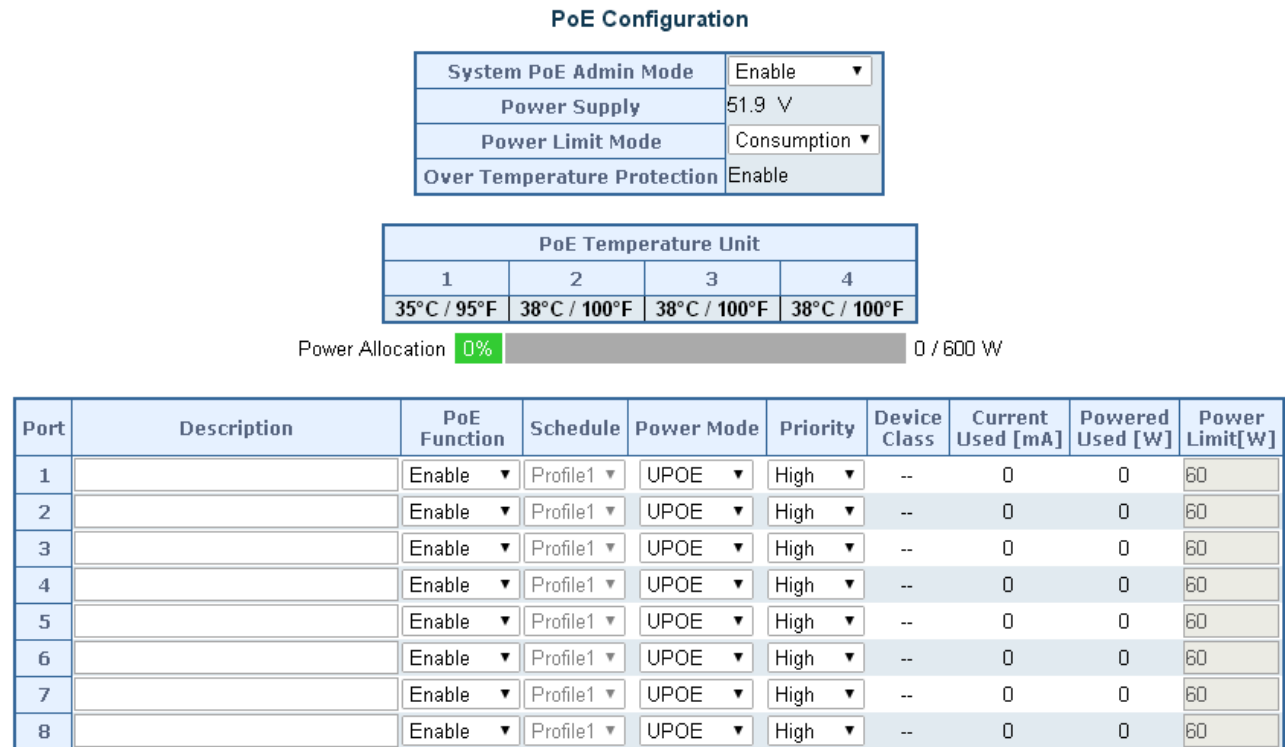 PoE Configuration
System PoE Admin Mode Enable
Power Supply 51.9 V
Power Limit Mode Consumption
Over Temperature Protection Enable
PoE Temperature Unit
1 2 3 4
35°C / 95°F 38°C / 100°F 38°C / 100°F 38°C / 100°F
Power Allocation 0% 0 / 600 W
Port Description PoE Function Schedule Power Mode Priority Device Class Current Used [mA] Powered Used [W] Power Limit[W]
1 Enable Profile1 UPOE High -- 0 0 60
2 Enable Profile1 UPOE High -- 0 0 60
3 Enable Profile1 UPOE High -- 0 0 60
4 Enable Profile1 UPOE High -- 0 0 60
5 Enable Profile1 UPOE High -- 0 0 60
6 Enable Profile1 UPOE High -- 0 0 60
7 Enable Profile1 UPOE High -- 0 0 60
8 Enable Profile1 UPOE High -- 0 0 60